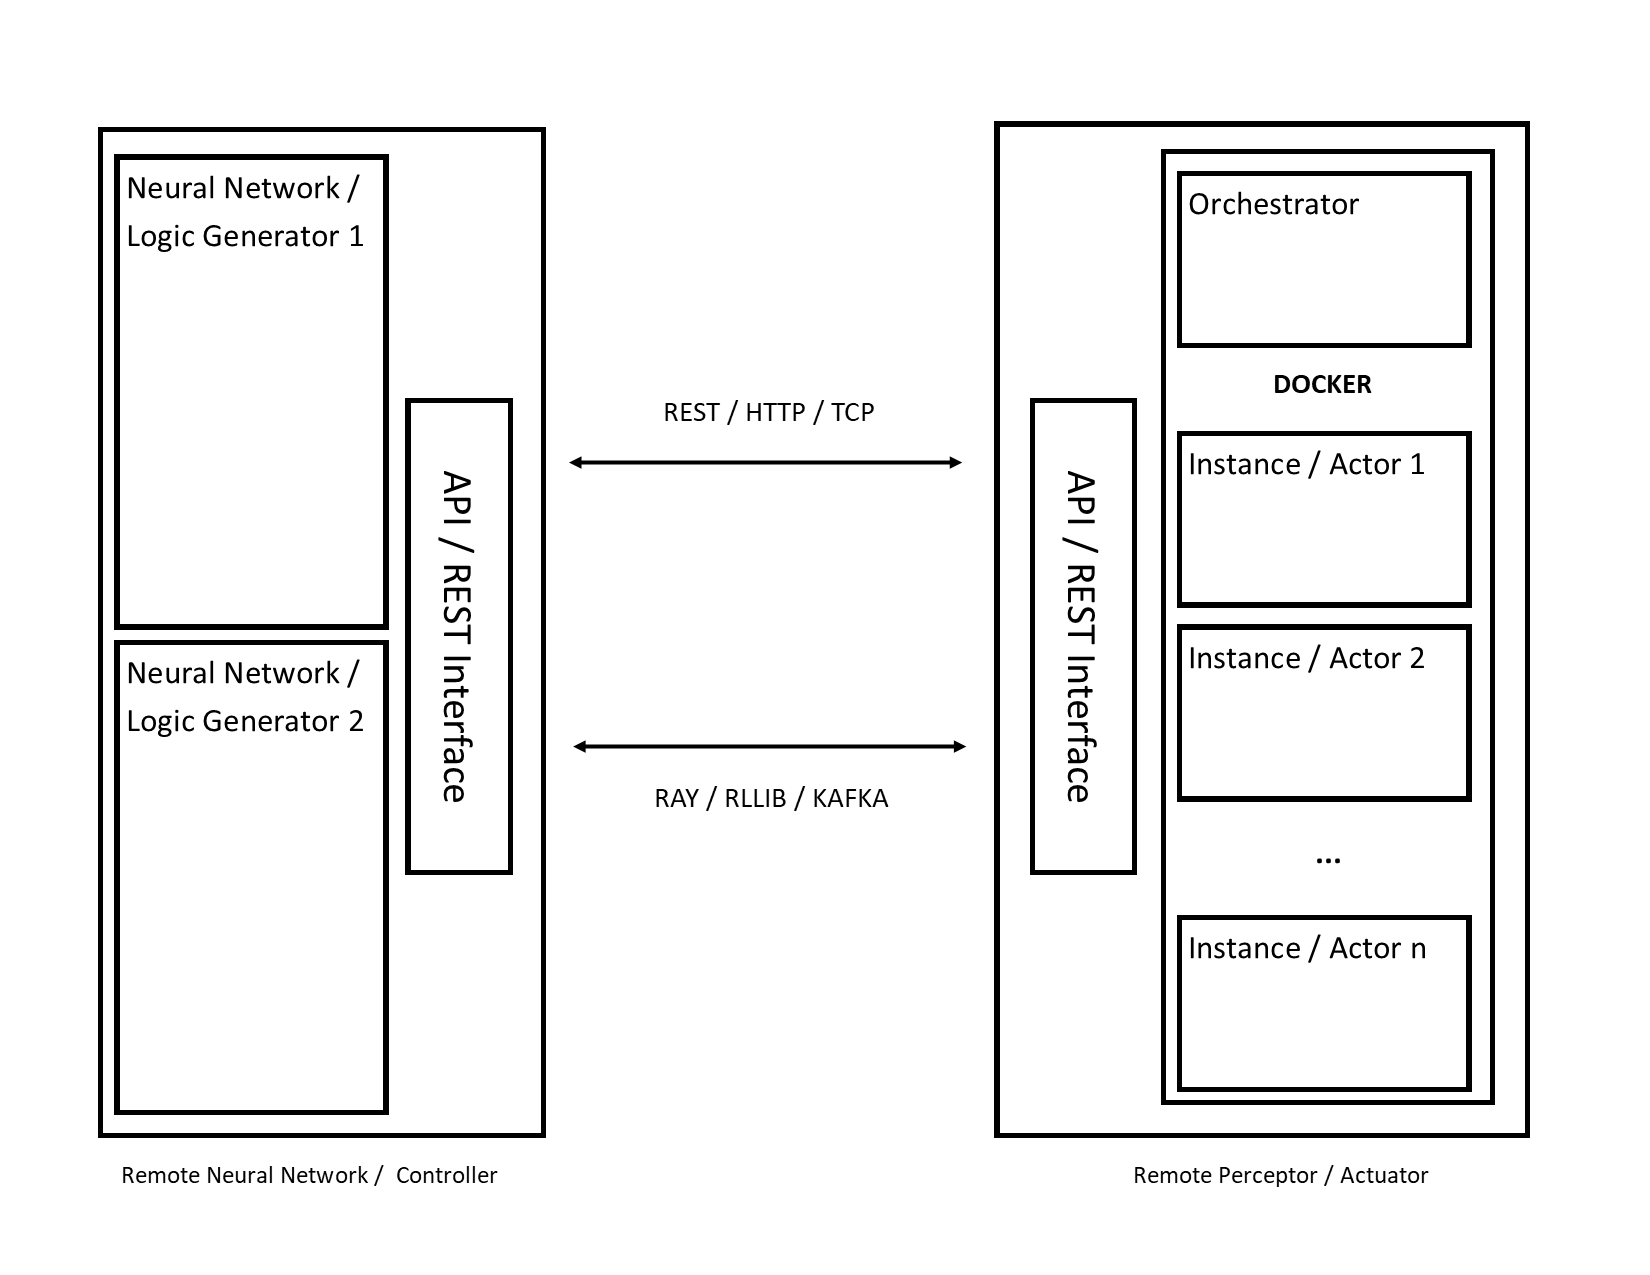 Neural Network /
Logic Generator 1
Neural Network /
Logic Generator 2
API / REST Interface
Remote Neural Network / Controller
REST / HTTP / TCP
RAY / RLLIB / KAFKA
API / REST Interface
Orchestrator
DOCKER
Instance / Actor 1
Instance / Actor 2
...
Instance / Actor n
Remote Perceptor / Actuator